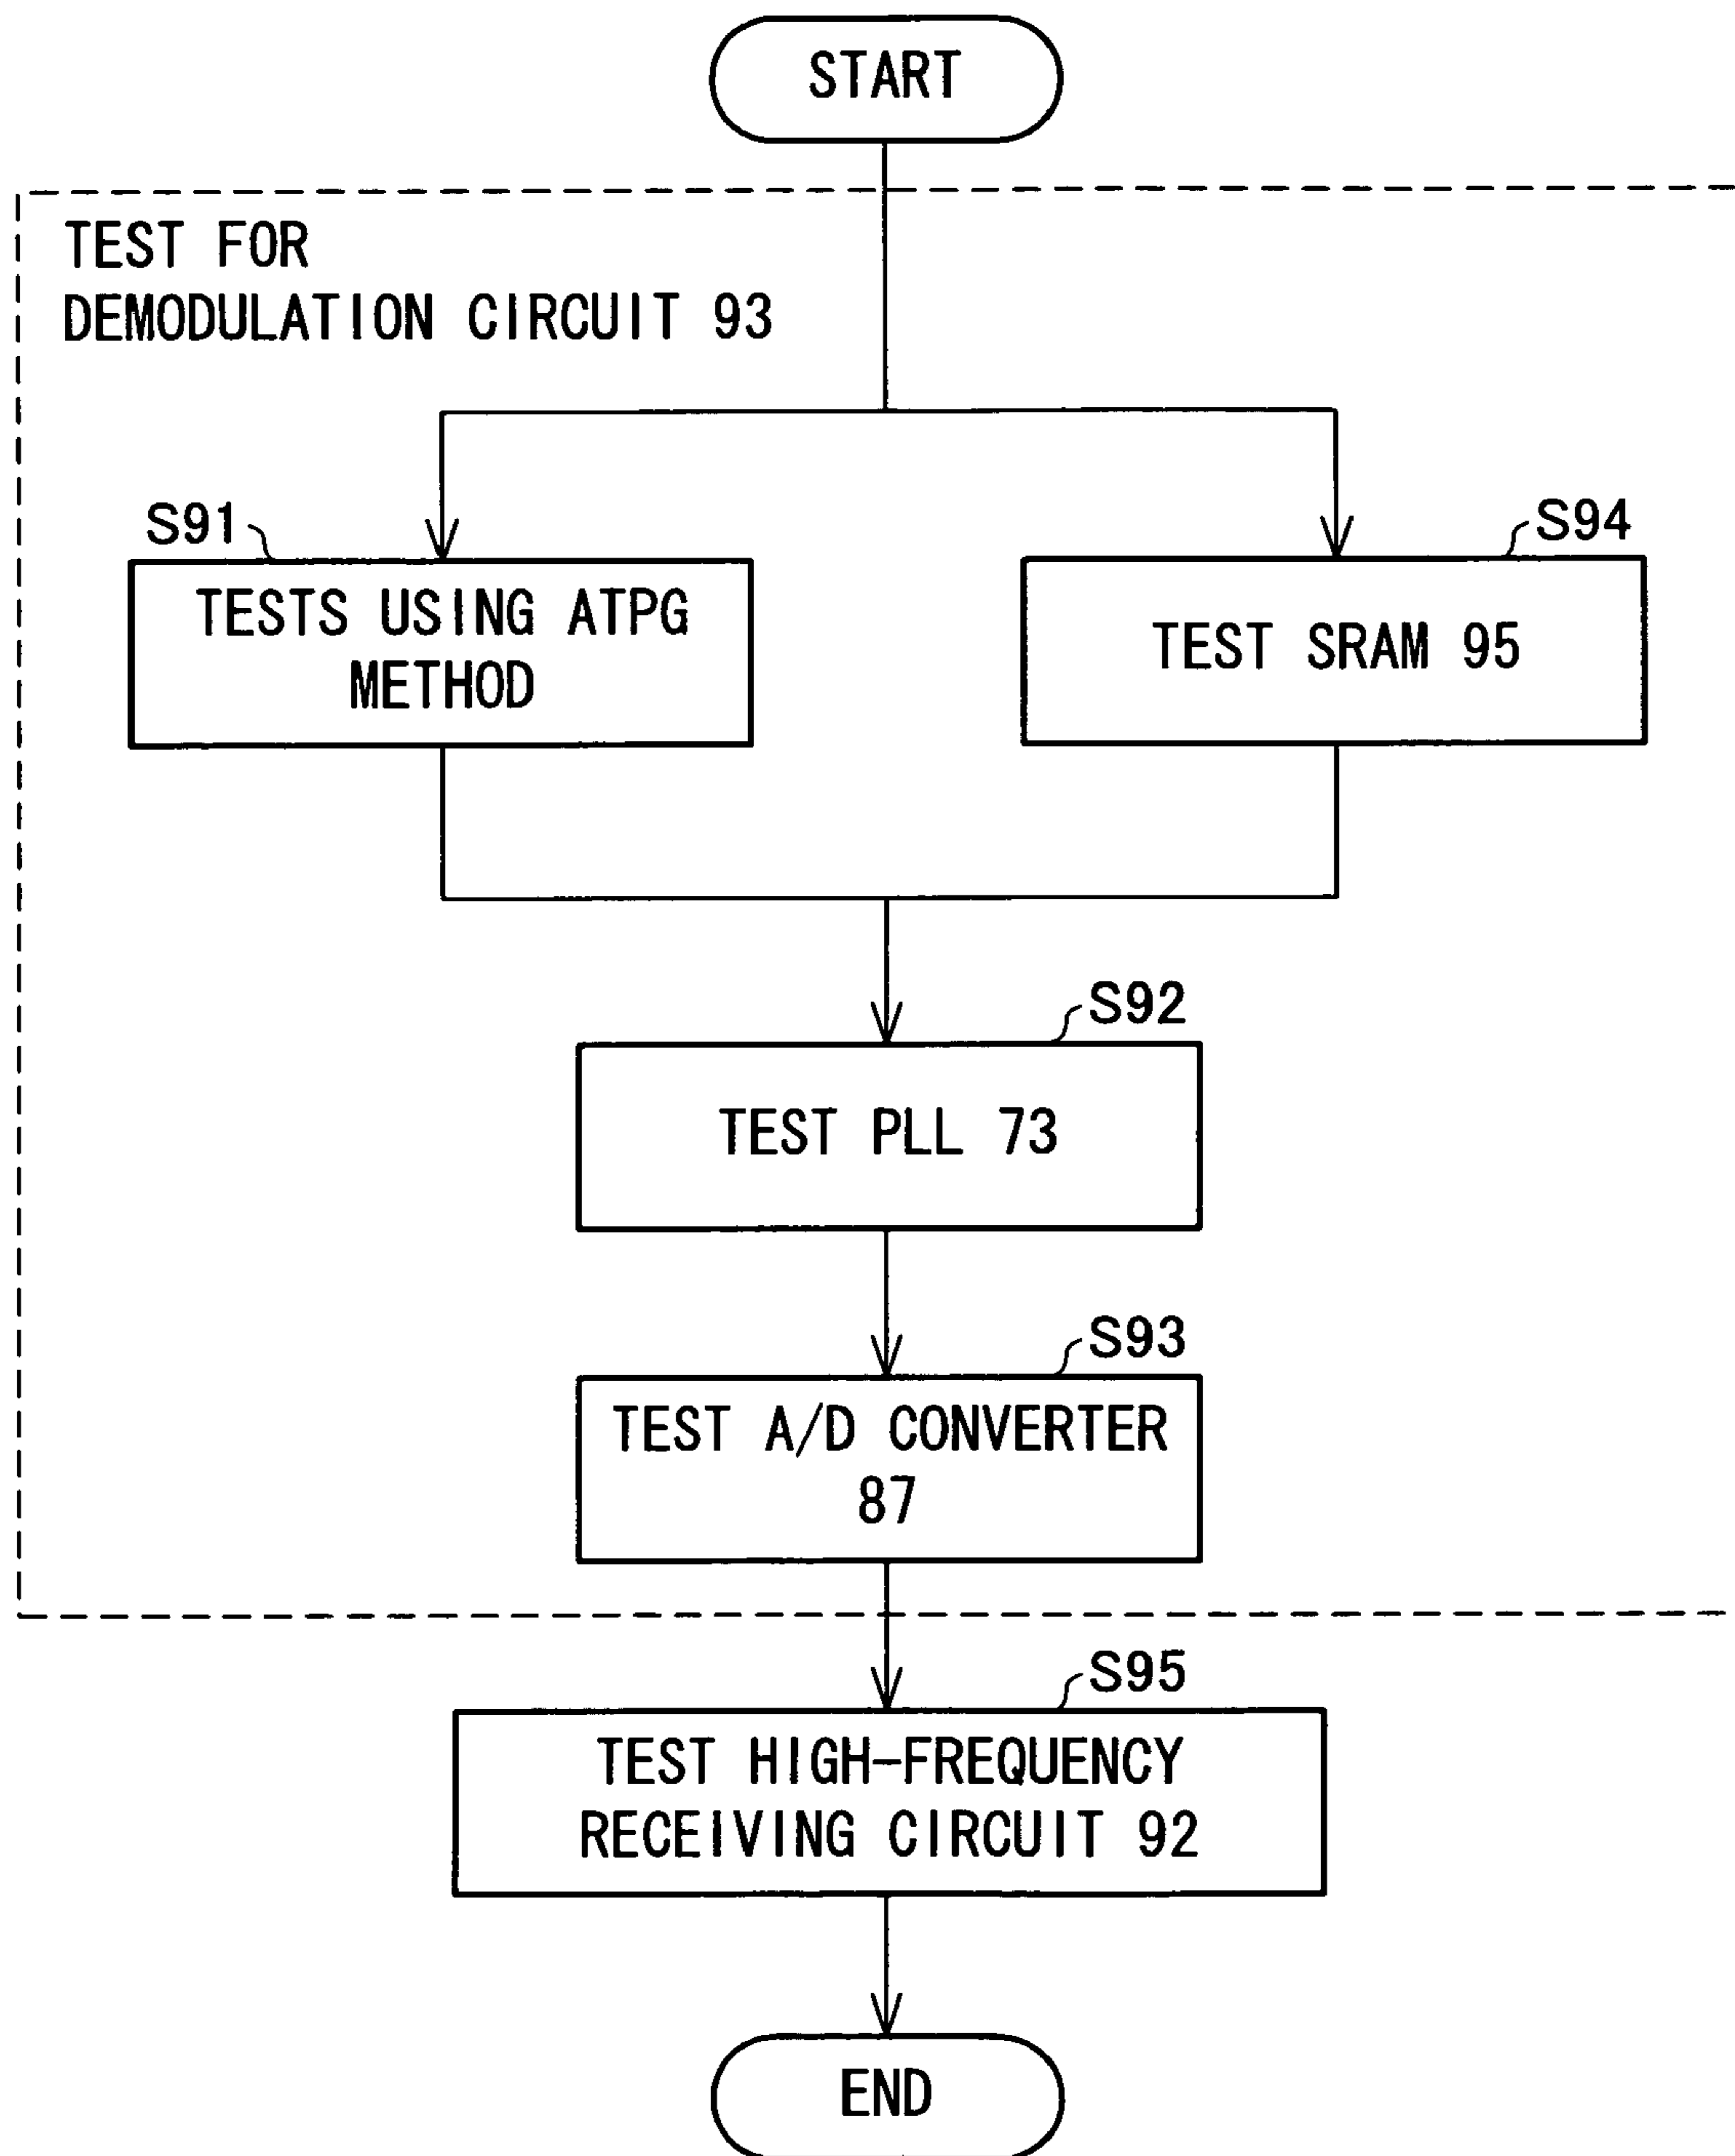 START
TEST FOR
DEMODULATION CIRCUIT 93
S91
S94
TESTS USING ATPG
METHOD
TEST SRAM 95
S92
TEST PLL 73
S93
TEST A/D CONVERTER
87
S95
TEST HIGH-FREQUENCY
RECEIVING CIRCUIT 92
END